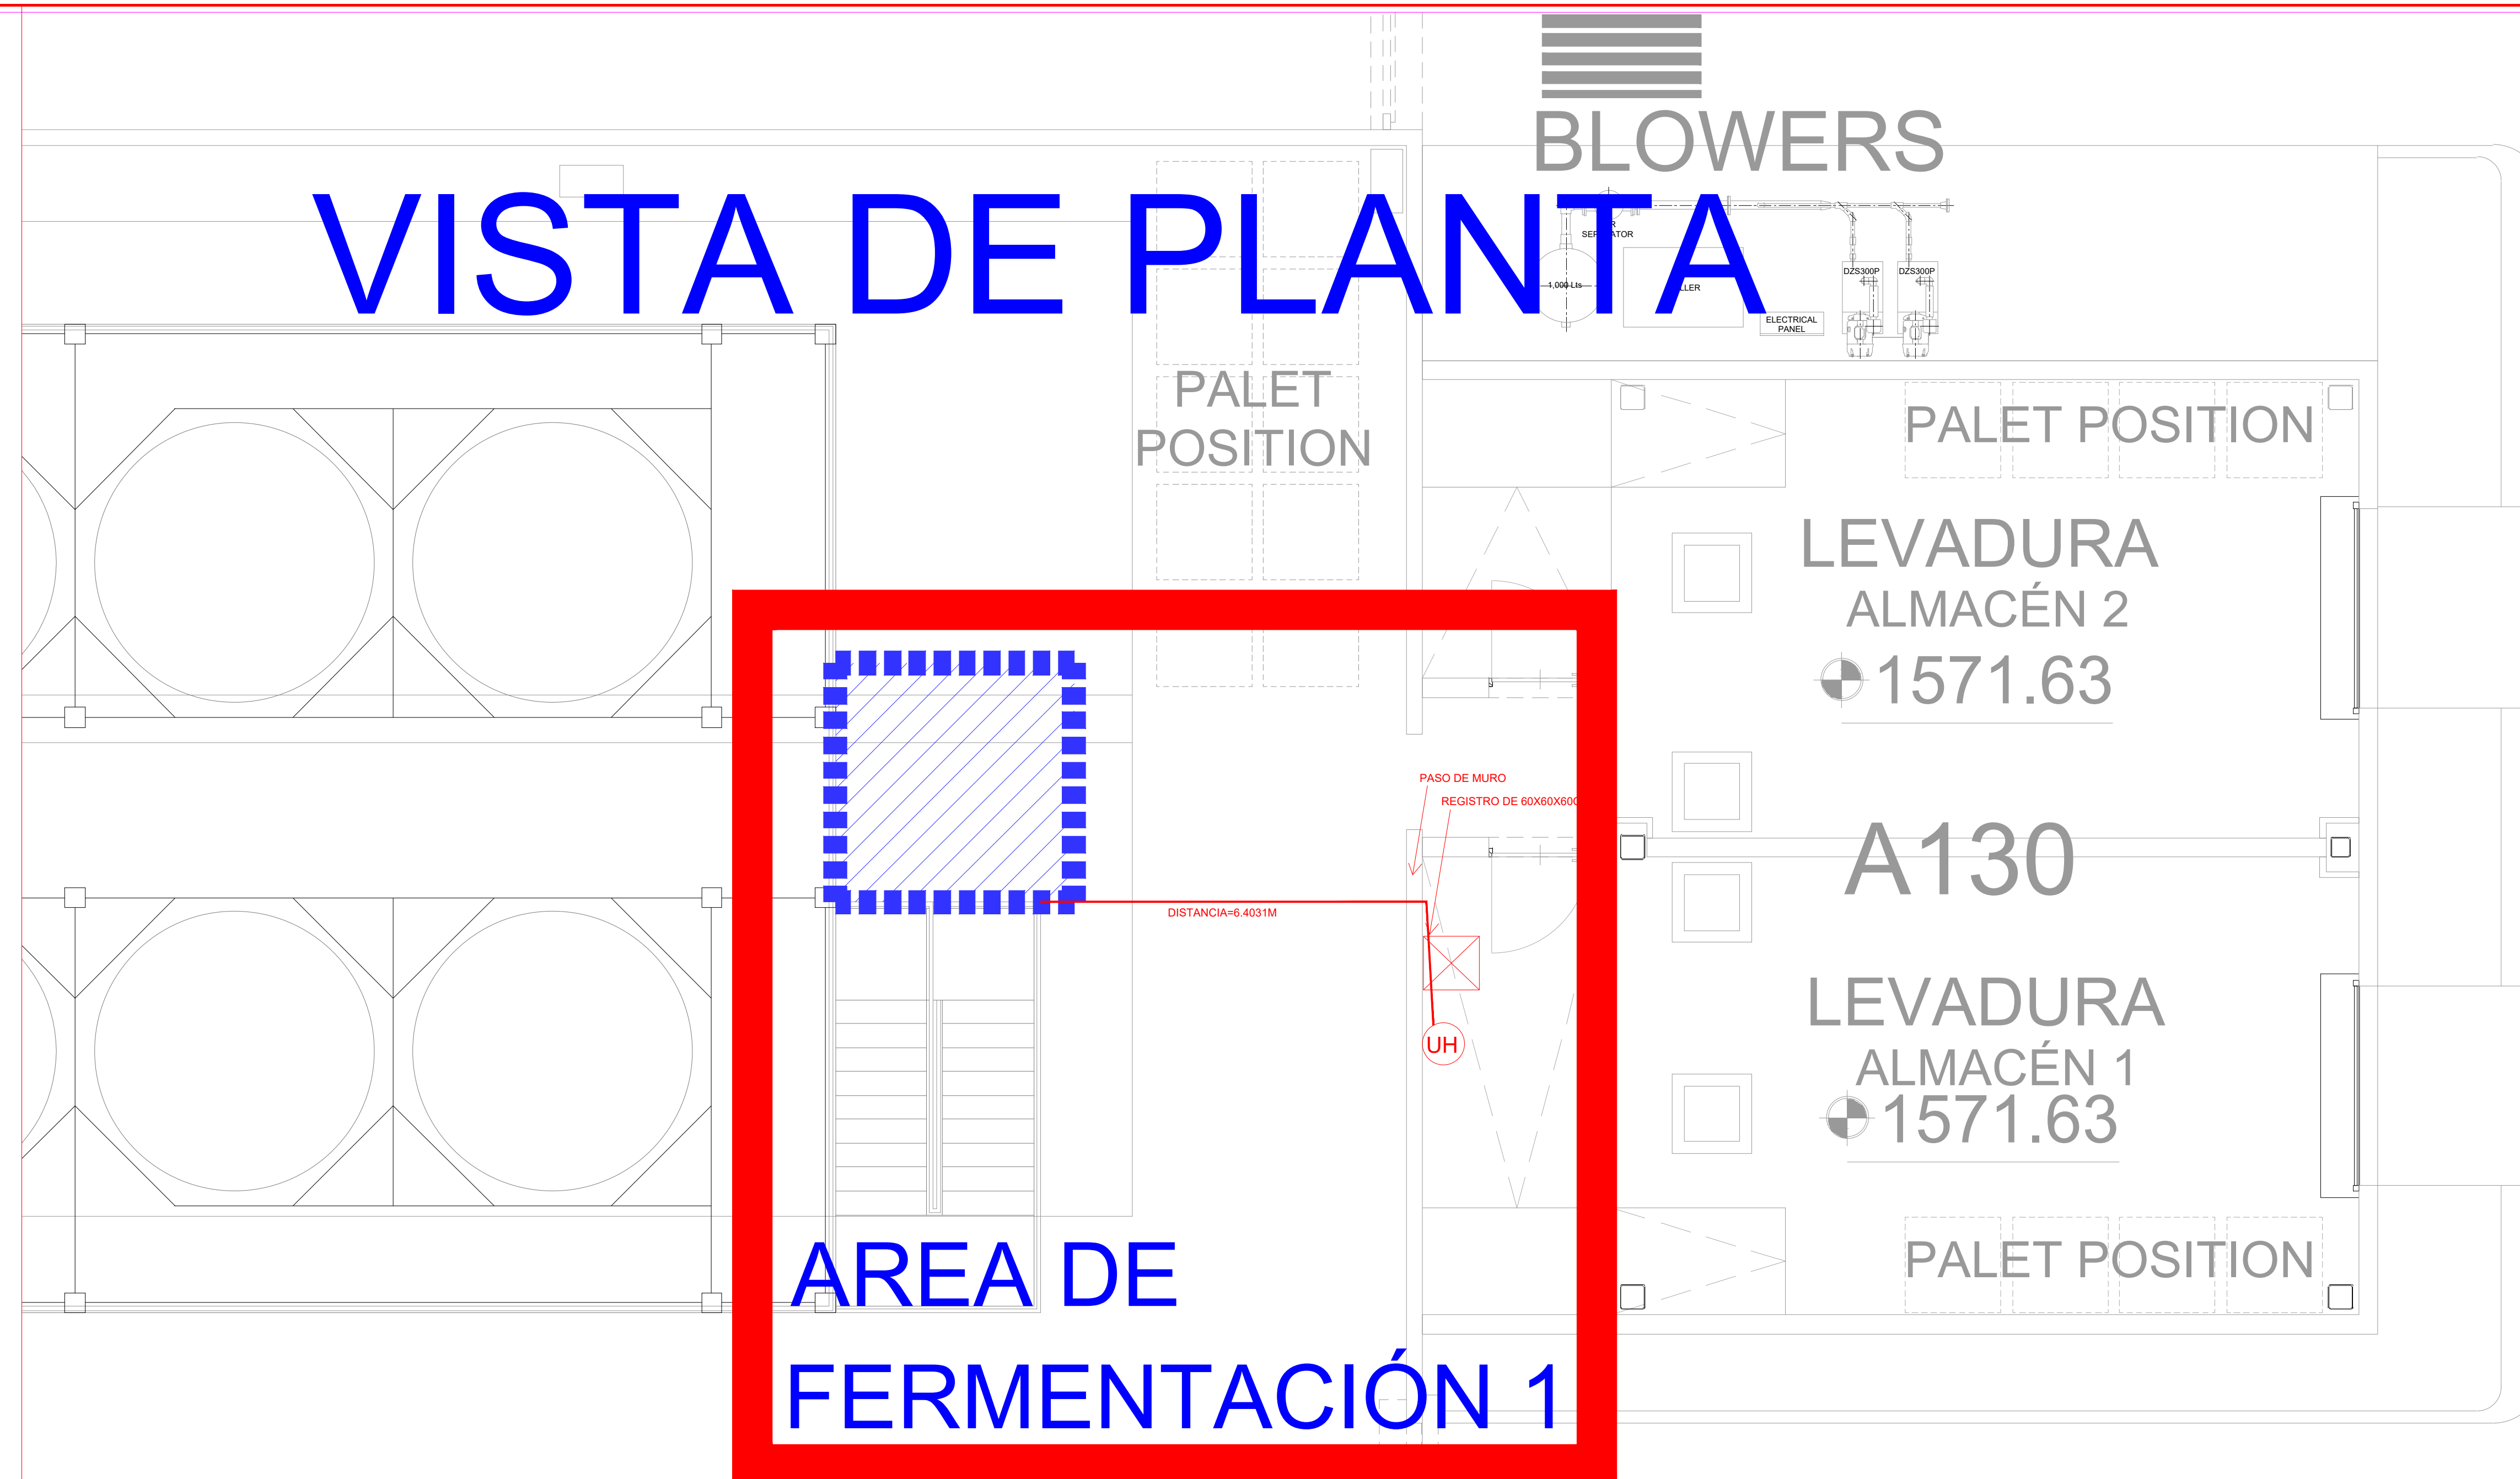 BLOWERS
VISTA DE PLANTA
SEPARATOR
1,000 Lts
DZS300P
DZS300P
ELECTRICAL
PANEL
PALET
POSITION
PALET POSITION
LEVADURA
ALMACÉN 2
1571.63
PASO DE MURO
REGISTRO DE 60X60X60
A130
DISTANCIA=6.4031M
LEVADURA
UH
ALMACÉN 1
1571.63
AREA DE
PALET POSITION
FERMENTACIÓN 1